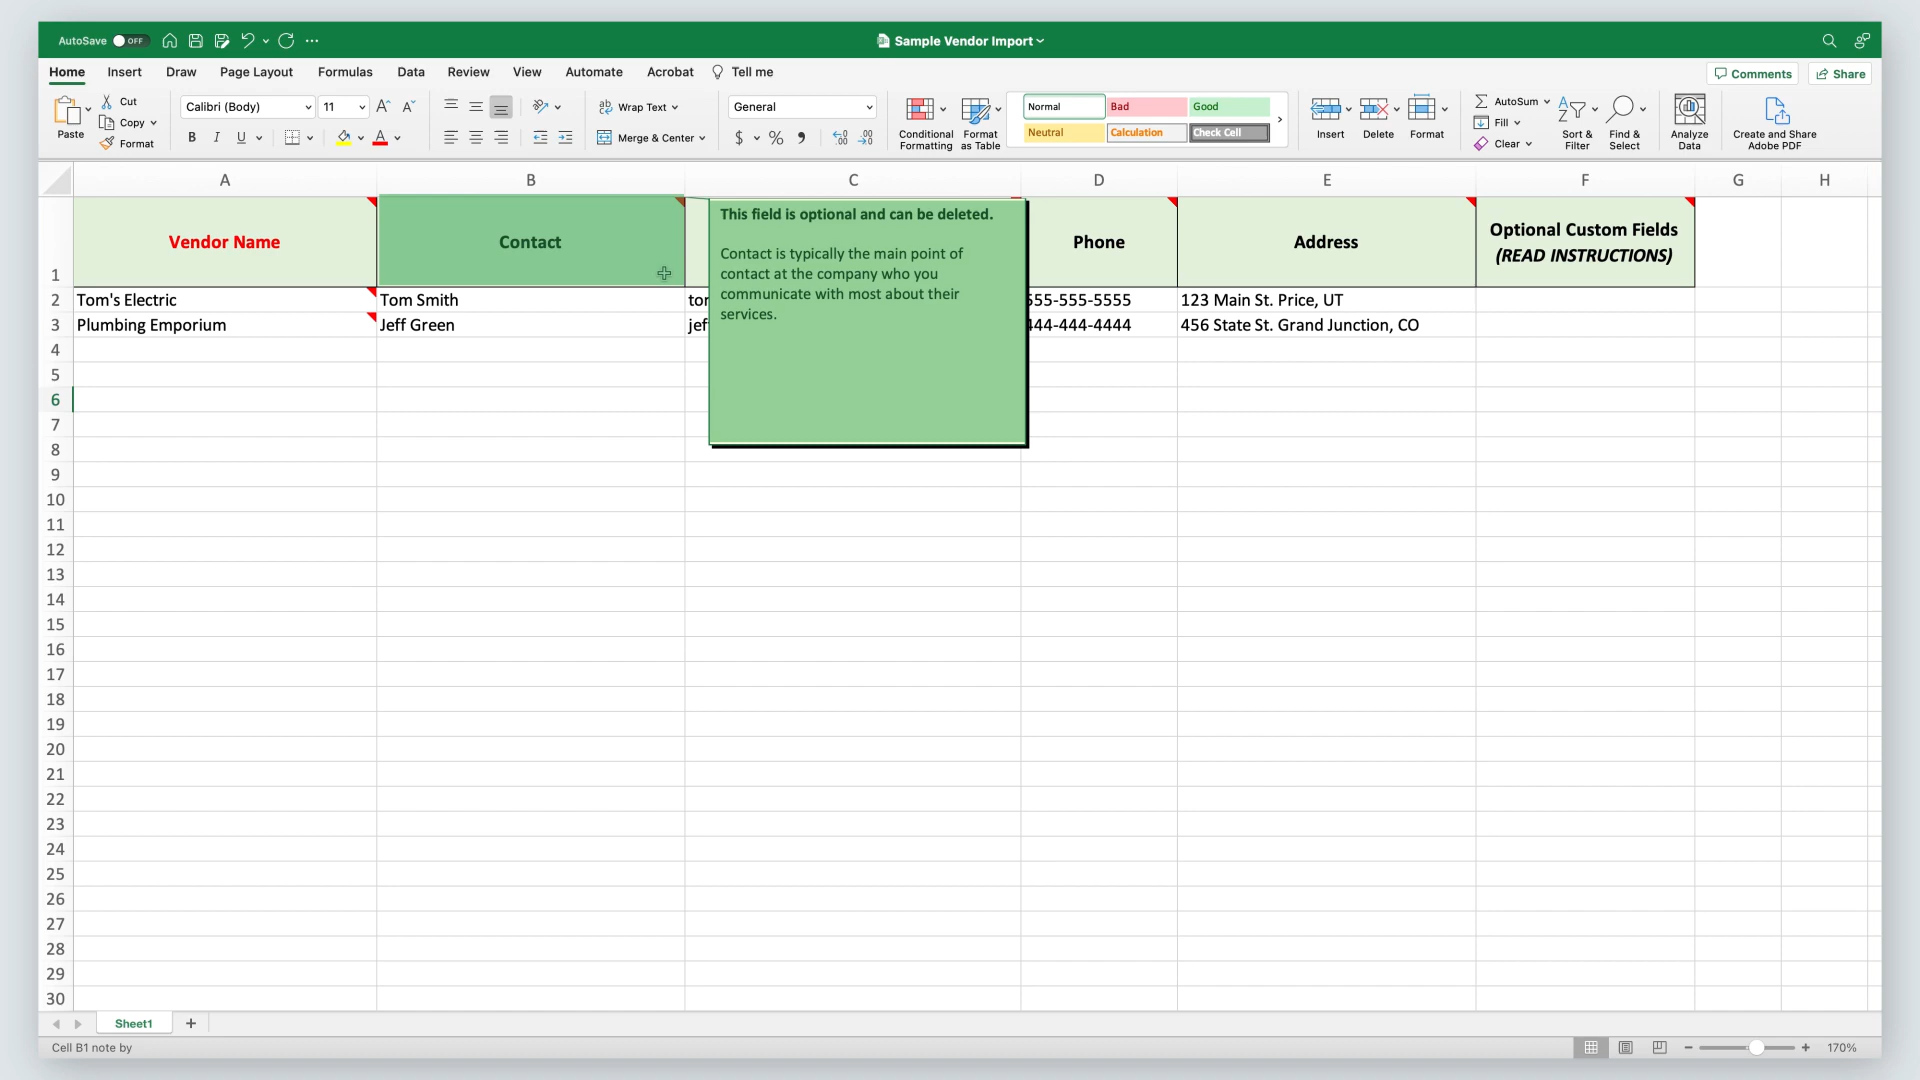 AutoSave OFF
Sample Vendor Import
Home Insert Draw Page Layout Formulas Data Review View Automate Acrobat Tell me
Comments Share
Paste
Cut
Copy
Format
Calibri (Body) 11
B I U
Wrap Text
Merge & Center
General
$ %
Conditional Formatting
Format as Table
Normal Bad Good
Neutral Calculation Check Cell
Insert Delete Format
AutoSum
Fill
Clear
Sort & Filter
Find & Select
Analyze Data
Create and Share Adobe PDF
A B C D E F G H
1 Vendor Name Contact Phone Address Optional Custom Fields
(READ INSTRUCTIONS)
This field is optional and can be deleted.
Contact is typically the main point of
contact at the company who you
communicate with most about their
services.
2 Tom's Electric Tom Smith 555-555-5555 123 Main St. Price, UT
3 Plumbing Emporium Jeff Green jef 444-444-4444 456 State St. Grand Junction, CO
4
5
6
7
8
9
10
11
12
13
14
15
16
17
18
19
20
21
22
23
24
25
26
27
28
29
30
Sheet1
Cell B1 note by
170%